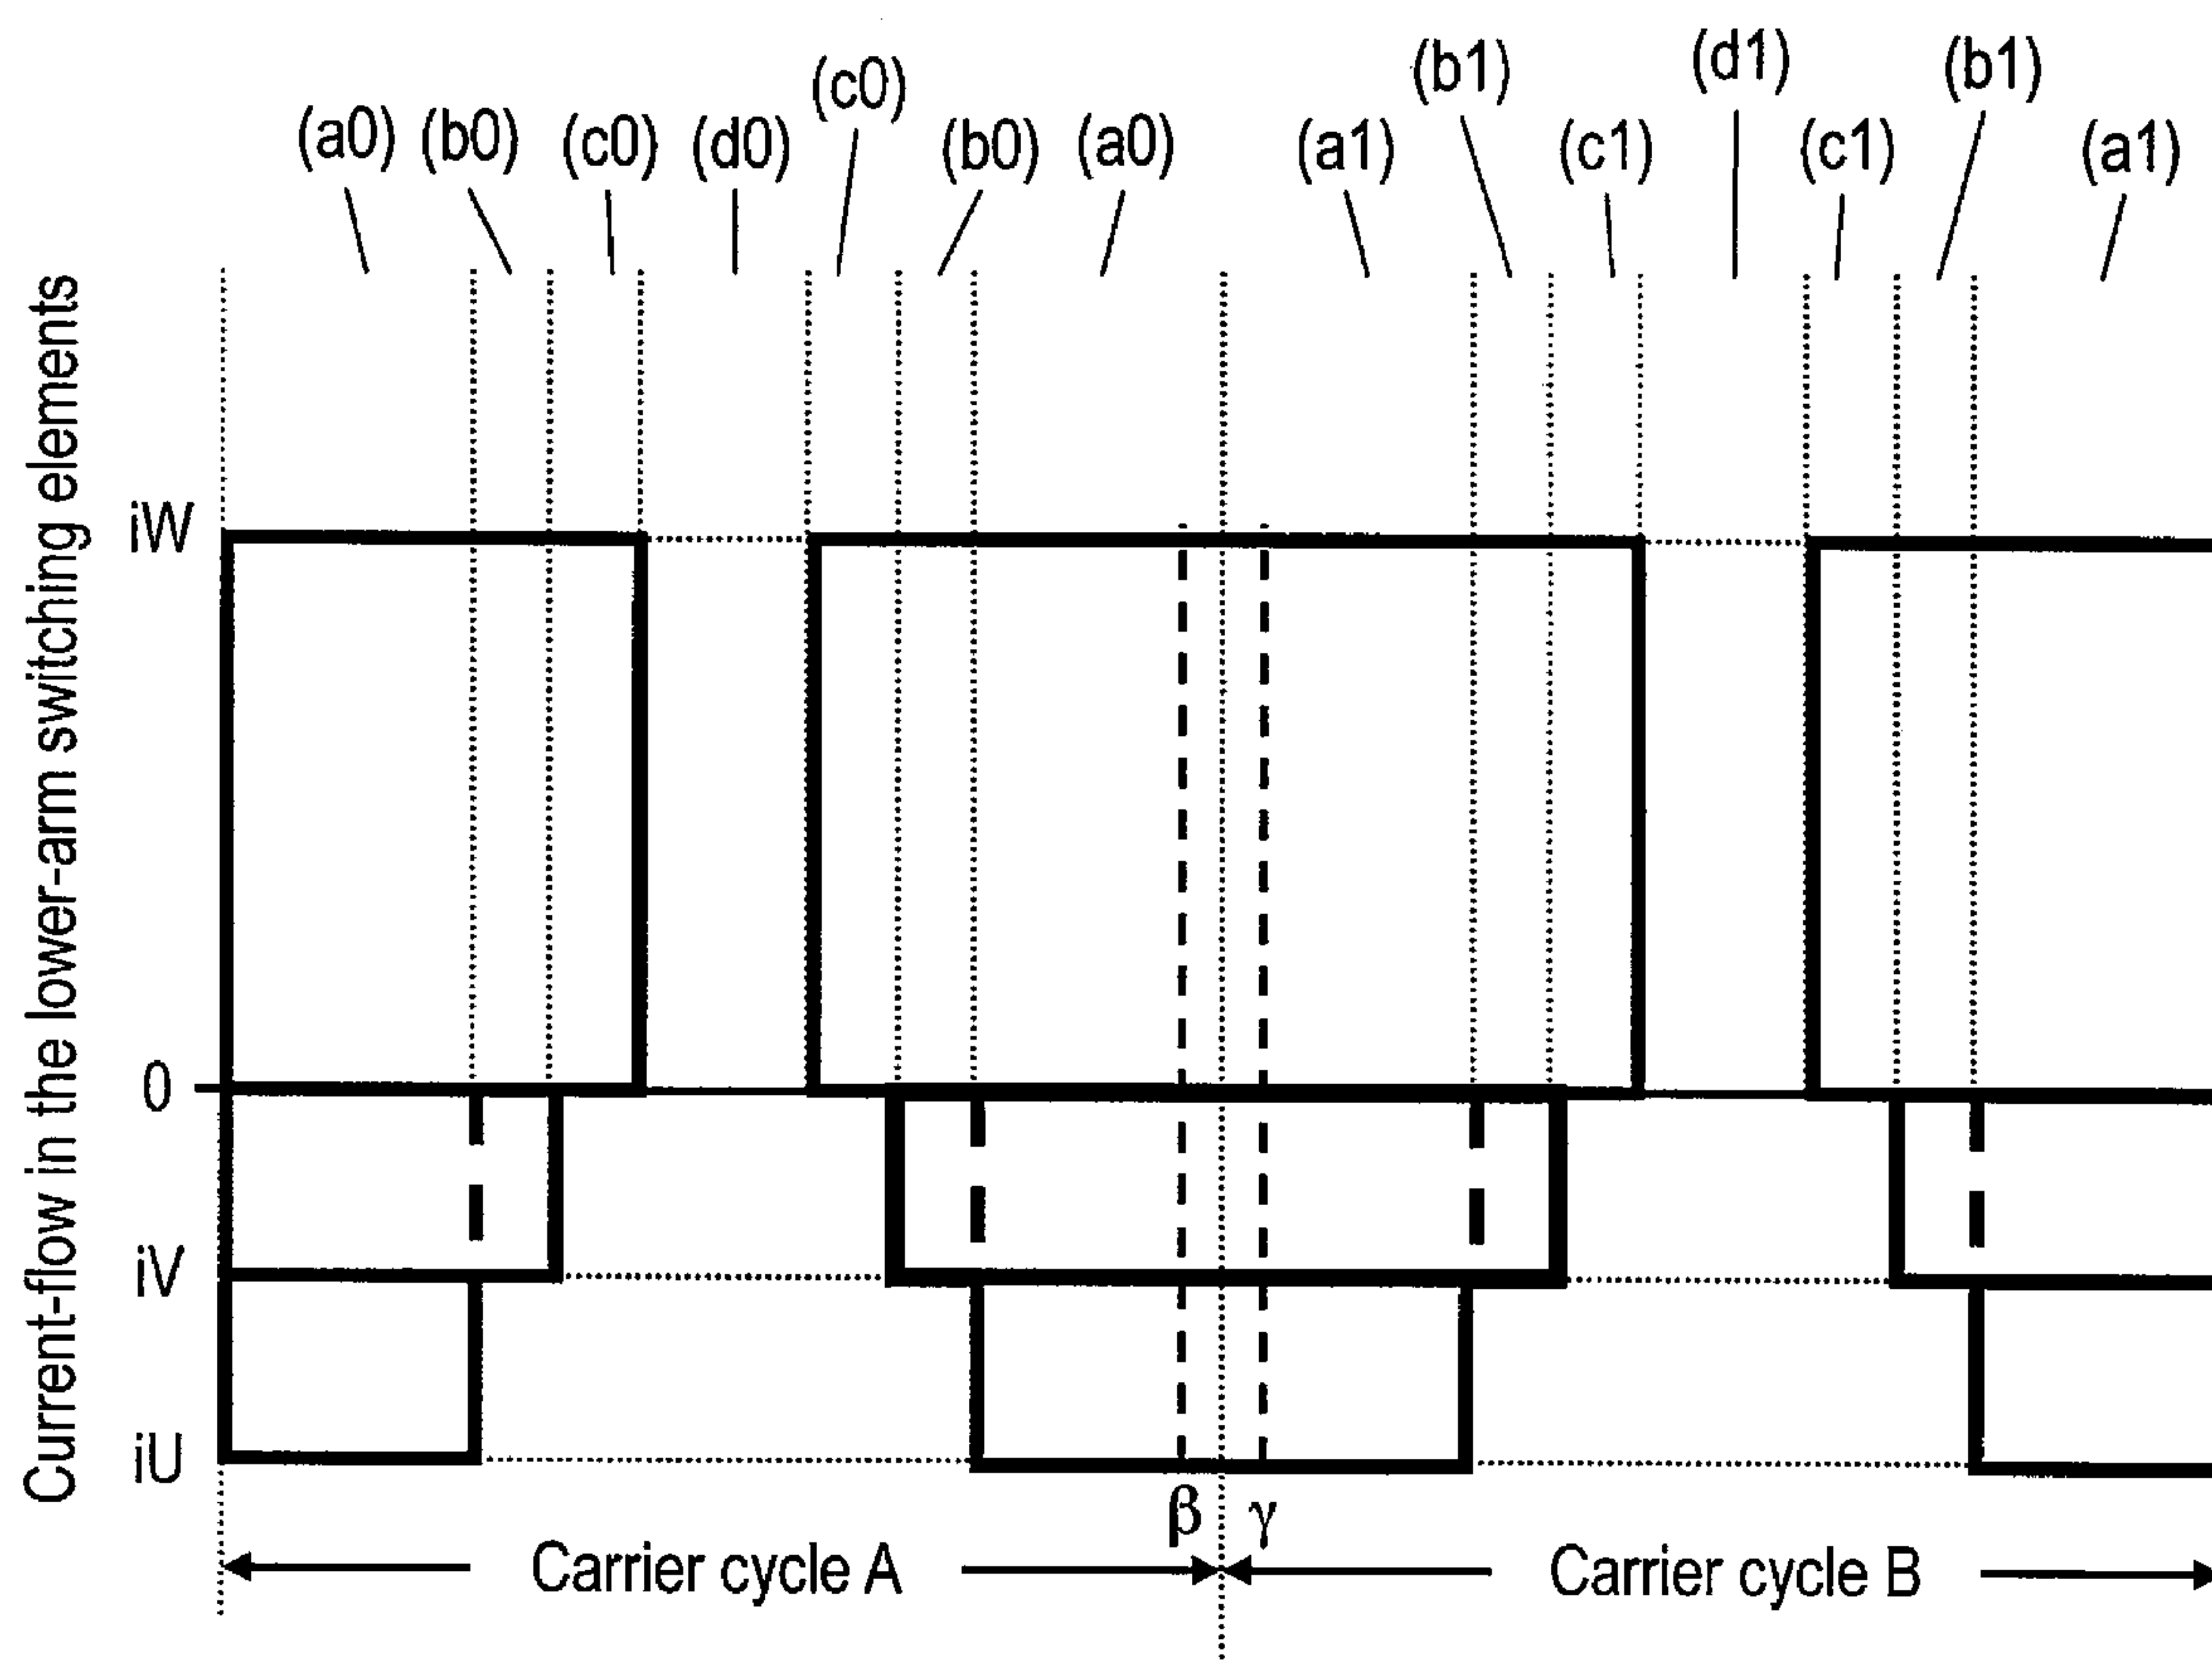 (a0) (b0) (c0) (d0) (c0) (b0) (a0) (a1) (b1) (c1) (d1) (c1) (b1) (a1)
Current-flow in the lower-arm switching elements
iW
0
iV
iU
β γ
Carrier cycle A Carrier cycle B